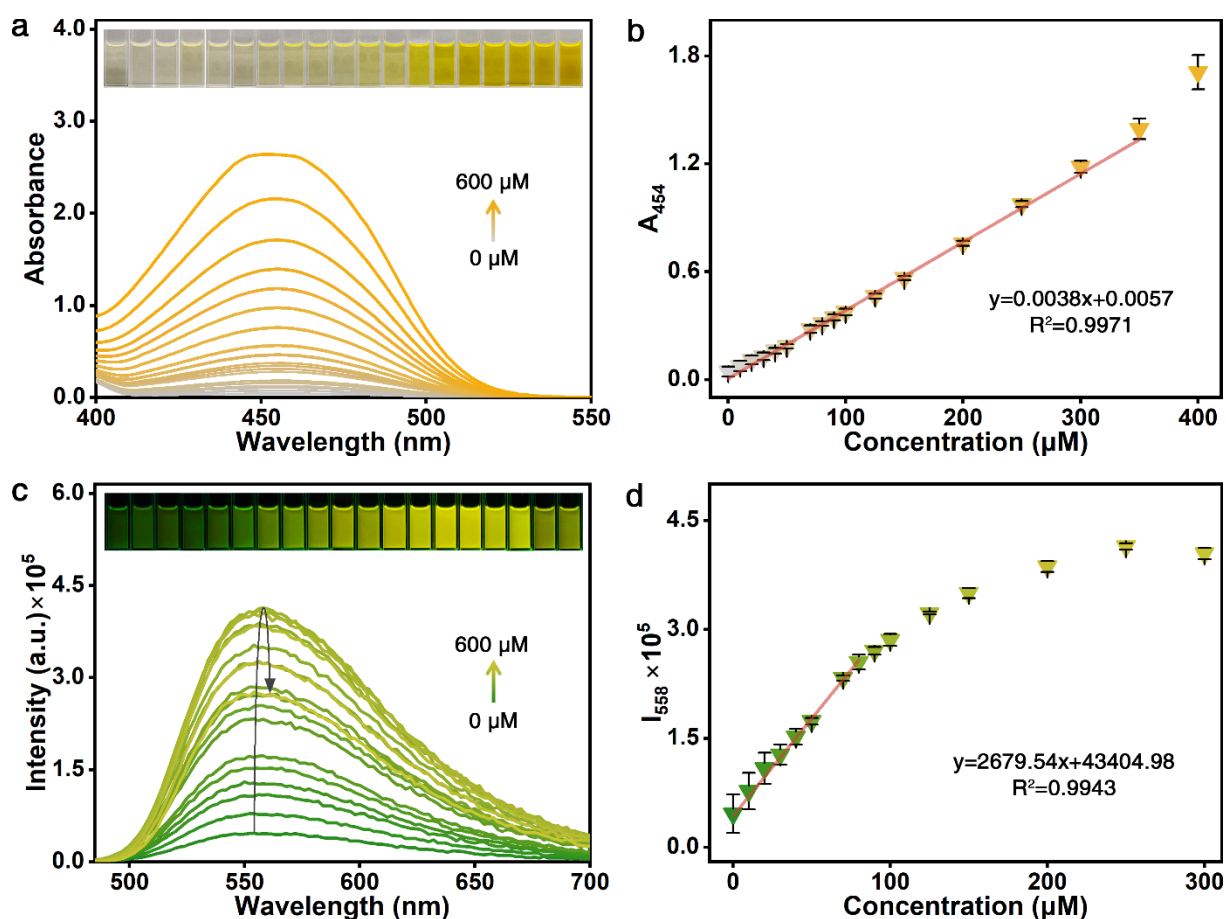 a
4.0
3.0
2.0
1.0
0.0
Absorbance
600 µM
0 µM
400 450 500 550
Wavelength (nm)
b
1.8
1.2
0.6
0.0
A454
y=0.0038x+0.0057
R²=0.9971
0 100 200 300 400
Concentration (µM)
c
6.0
4.5
3.0
1.5
0.0
Intensity (a.u.)×10⁵
600 µM
0 µM
500 550 600 650 700
Wavelength (nm)
d
4.5
3.0
1.5
0.0
I558 ×10⁵
y=2679.54x+43404.98
R²=0.9943
0 100 200 300
Concentration (µM)